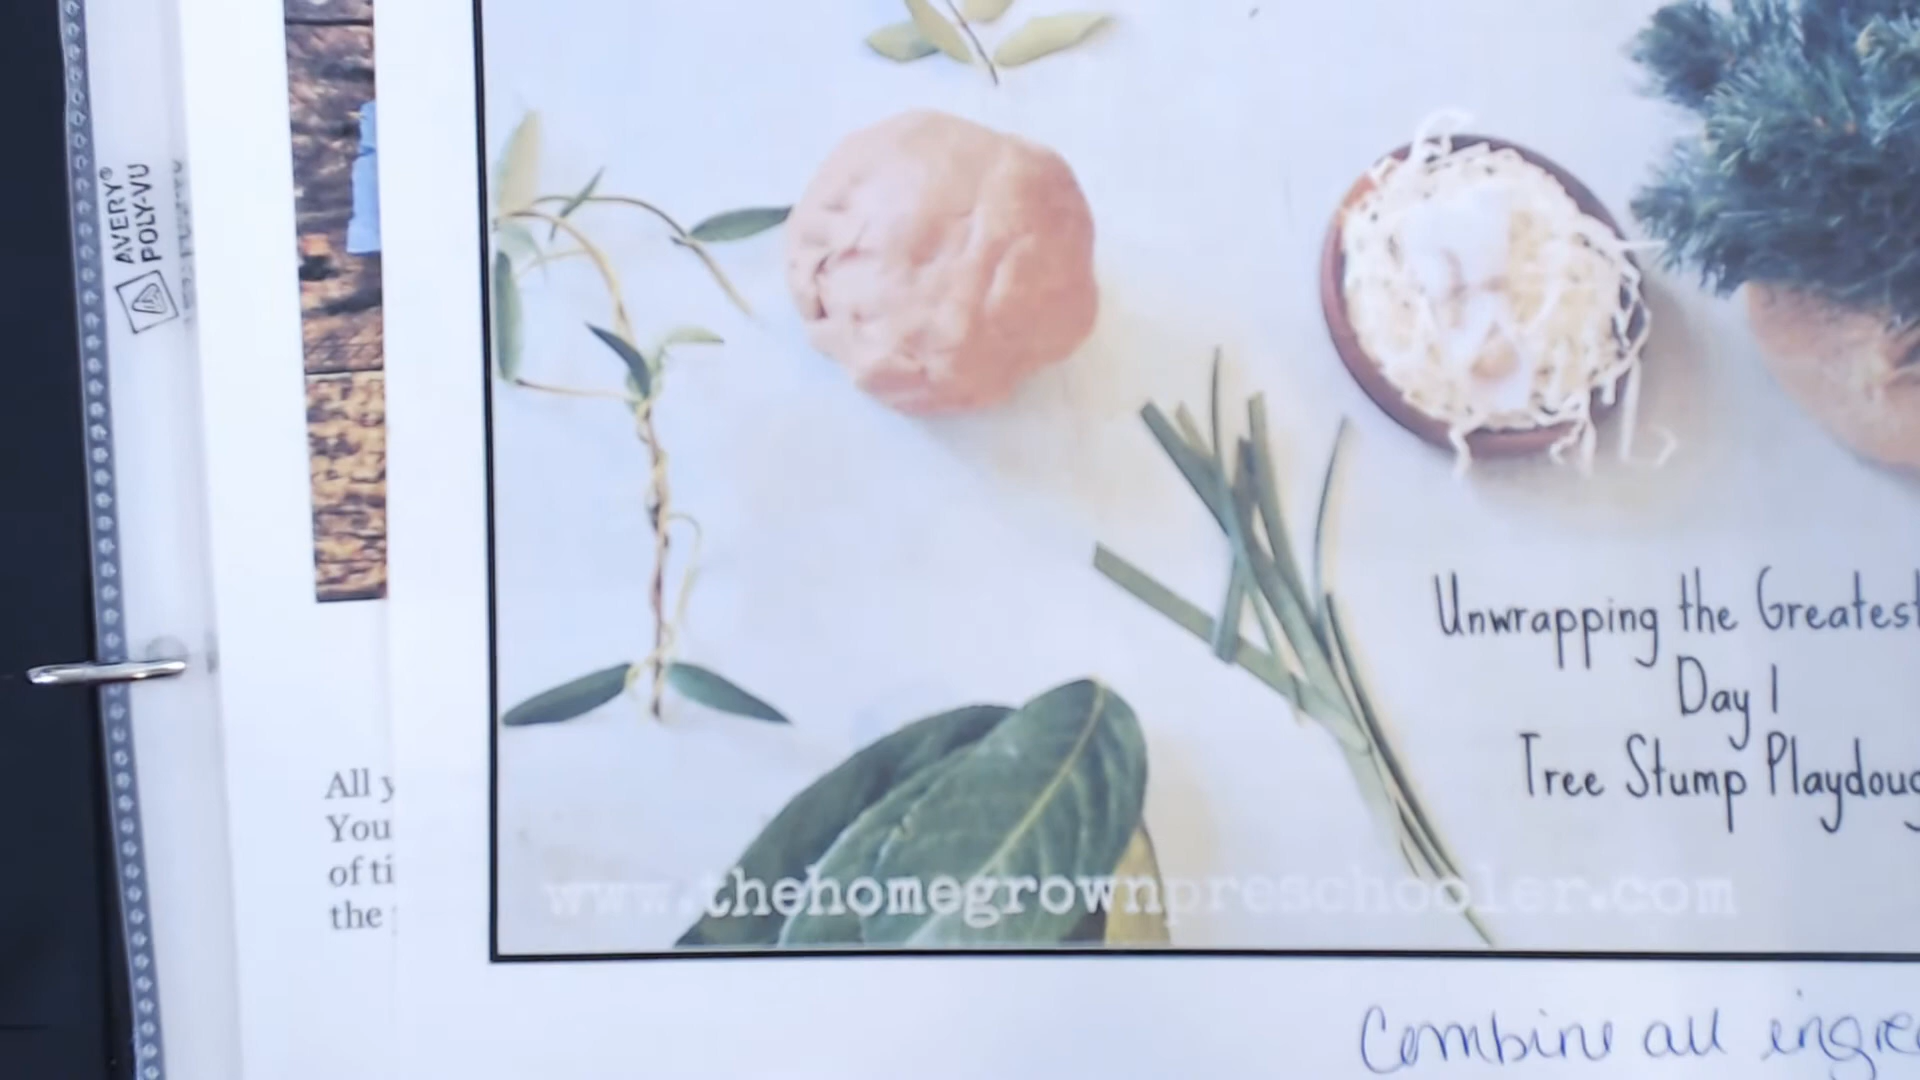 AVERY®
POLY-VU
Unwrapping the Greatest
Day 1
Tree Stump Playdoug
All y
You
of ti
the
www.thehomegrownpreschooler.com
Combine all ingre